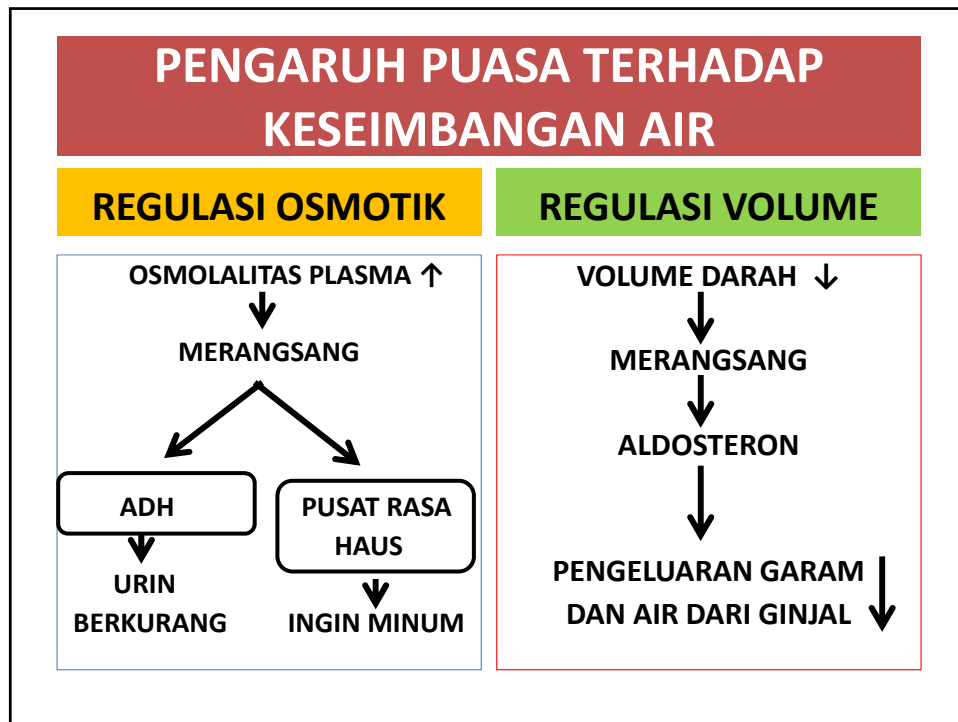 PENGARUH PUASA TERHADAP
KESEIMBANGAN AIR
REGULASI OSMOTIK
OSMOLALITAS PLASMA ↑
MERANGSANG
ADH
URIN
BERKURANG
PUSAT RASA
HAUS
INGIN MINUM
REGULASI VOLUME
VOLUME DARAH ↓
MERANGSANG
ALDOSTERON
PENGELUARAN GARAM
DAN AIR DARI GINJAL